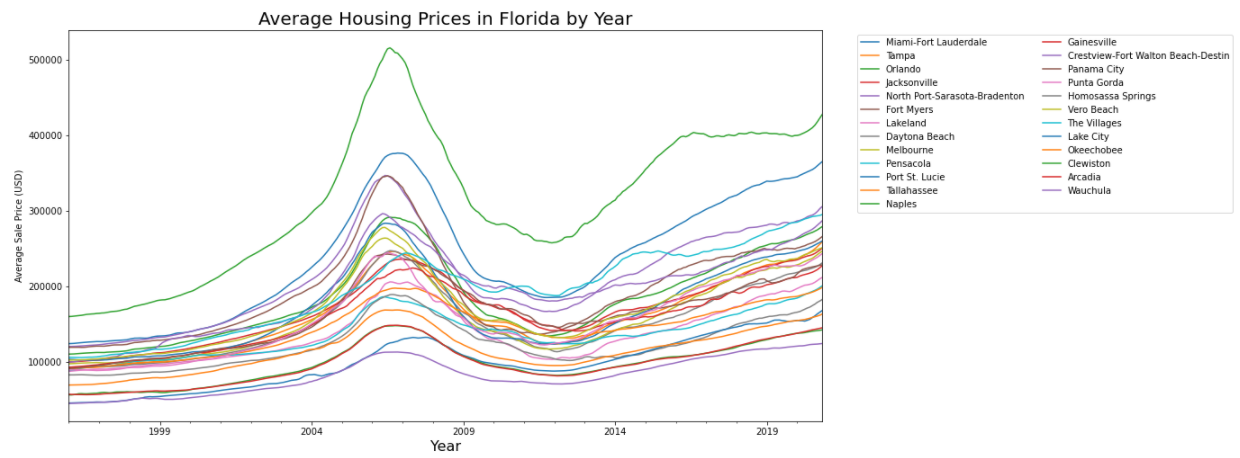 Average Housing Prices in Florida by Year
500000
400000
300000
200000
100000
Average Sale Price (USD)
1999
2004
2009
2014
2019
Year
Miami-Fort Lauderdale
Tampa
Orlando
Jacksonville
North Port-Sarasota-Bradenton
Fort Myers
Lakeland
Daytona Beach
Melbourne
Pensacola
Port St. Lucie
Tallahassee
Naples
Gainesville
Crestview-Fort Walton Beach-Destin
Panama City
Punta Gorda
Homosassa Springs
Vero Beach
The Villages
Lake City
Okeechobee
Clewiston
Arcadia
Wauchula